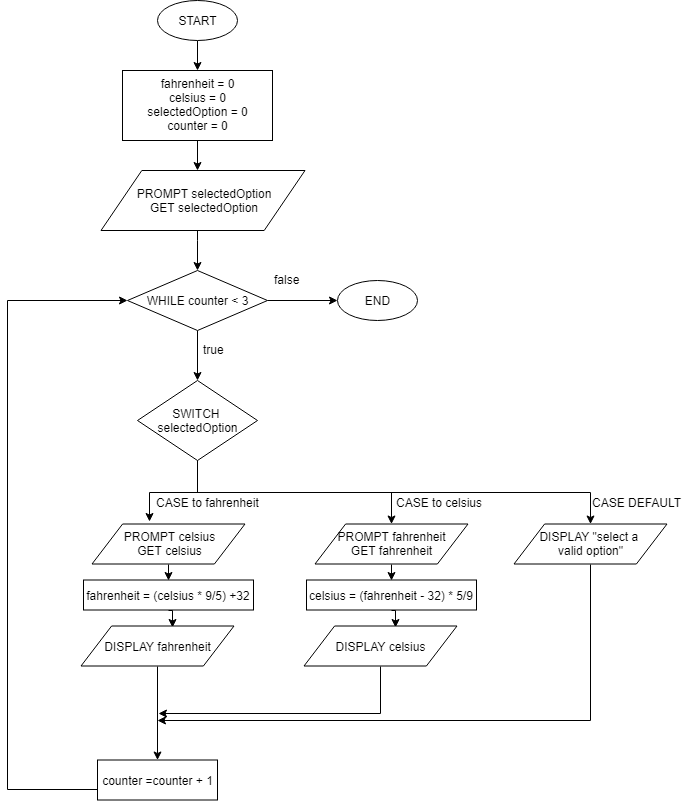 START
fahrenheit = 0
celsius = 0
selectedOption = 0
counter = 0
PROMPT selectedOption
GET selectedOption
WHILE counter < 3
false
END
true
SWITCH
selectedOption
CASE to fahrenheit
CASE to celsius
CASE DEFAULT
PROMPT celsius
GET celsius
PROMPT fahrenheit
GET fahrenheit
DISPLAY "select a
valid option"
fahrenheit = (celsius * 9/5) +32
celsius = (fahrenheit - 32) * 5/9
DISPLAY fahrenheit
DISPLAY celsius
counter =counter + 1